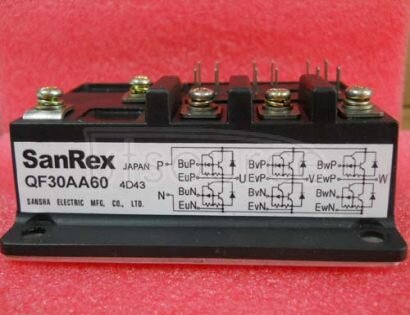 SanRex JAPAN
QF30AA60 4D43
SANSHA ELECTRIC MFG, CO., LTD.
P BuP BvP BwP
EuP U EvP V EwP W
N BuN BvN BwN
EuN EvN EwN